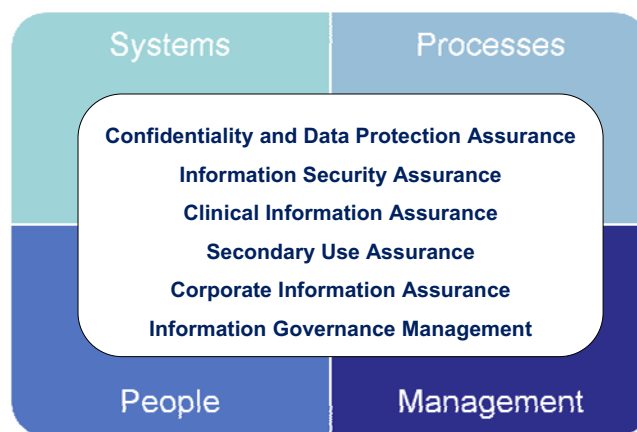 Systems
Processes
Confidentiality and Data Protection Assurance
Information Security Assurance
Clinical Information Assurance
Secondary Use Assurance
Corporate Information Assurance
Information Governance Management
People
Management